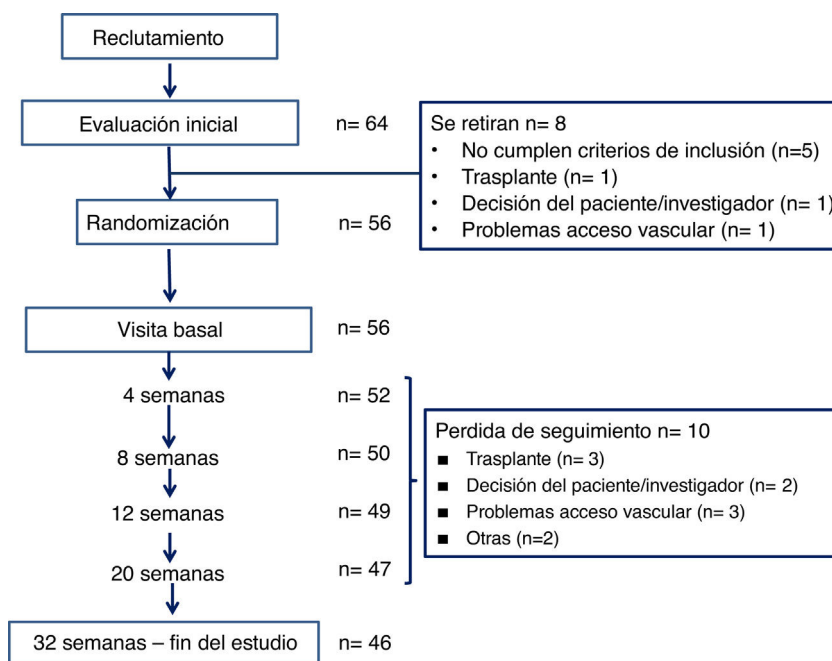 Reclutamiento
Evaluación inicial
n= 64
Se retiran n= 8
• No cumplen criterios de inclusión (n=5)
• Trasplante (n= 1)
• Decisión del paciente/investigador (n= 1)
• Problemas acceso vascular (n= 1)
Randomización
n= 56
Visita basal
n= 56
4 semanas
n= 52
8 semanas
n= 50
12 semanas
n= 49
20 semanas
n= 47
Perdida de seguimiento n= 10
■ Trasplante (n= 3)
■ Decisión del paciente/investigador (n= 2)
■ Problemas acceso vascular (n= 3)
■ Otras (n=2)
32 semanas – fin del estudio
n= 46